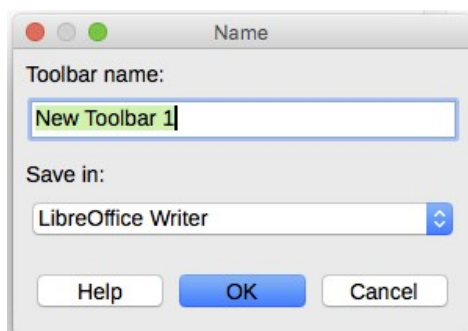 Name
Toolbar name:
New Toolbar 1
Save in:
LibreOffice Writer
Help OK Cancel